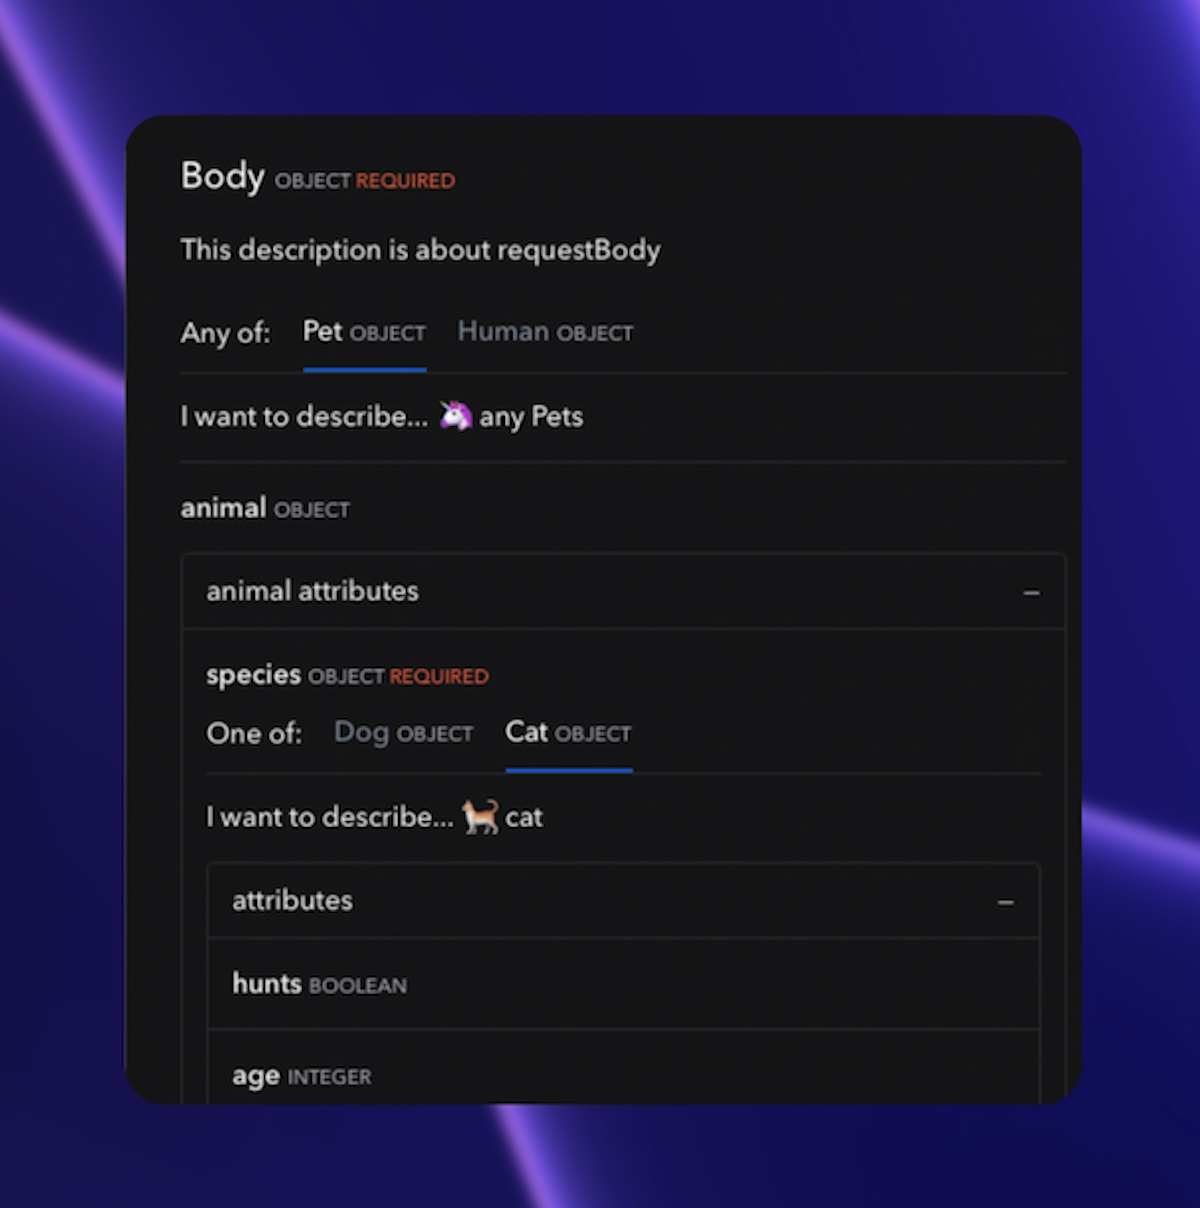 Body OBJECT REQUIRED
This description is about requestBody
Any of: Pet OBJECT Human OBJECT
I want to describe... 🦄 any Pets
animal OBJECT
animal attributes –
species OBJECT REQUIRED
One of: Dog OBJECT Cat OBJECT
I want to describe... 🐈 cat
attributes –
hunts BOOLEAN
age INTEGER